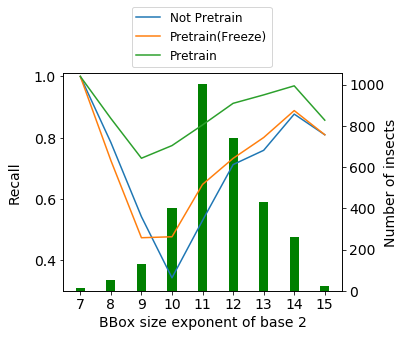 Not Pretrain
Pretrain(Freeze)
Pretrain
1.0
0.8
0.6
0.4
Recall
1000
800
600
400
200
0
Number of insects
7 8 9 10 11 12 13 14 15
BBox size exponent of base 2